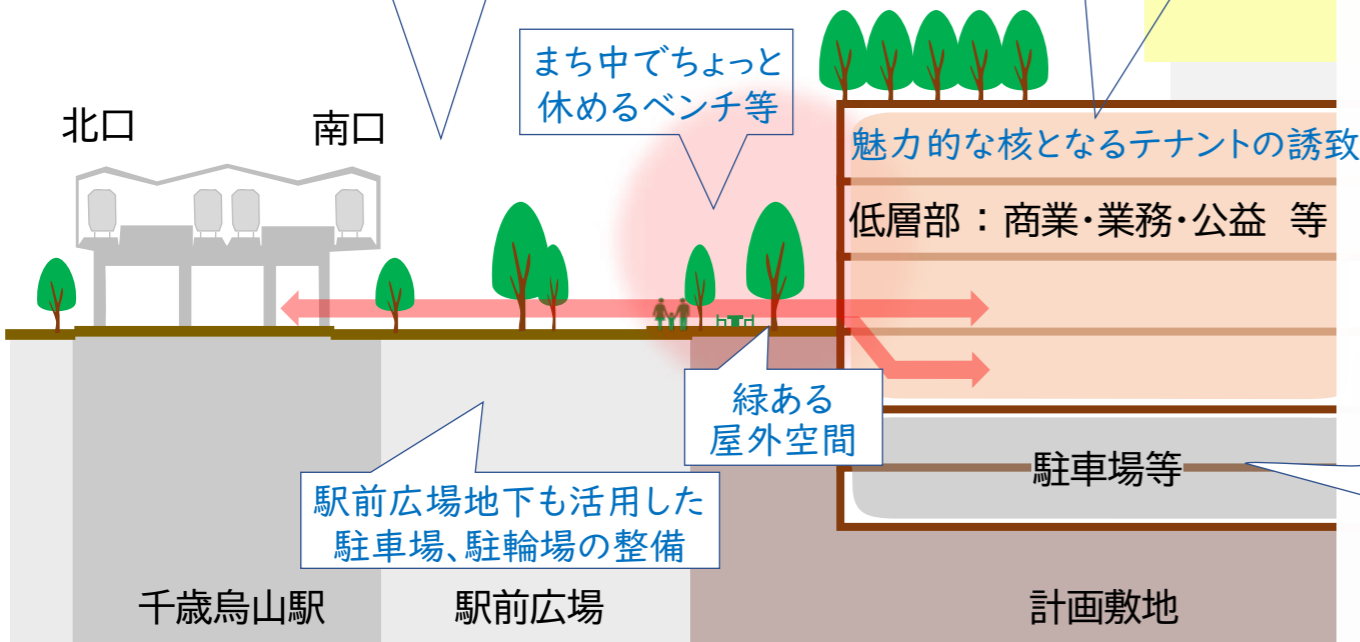 まち中でちょっと
休めるベンチ等
北口
南口
魅力的な核となるテナントの誘致
低層部：商業・業務・公益 等
緑ある
屋外空間
駐車場等
駅前広場地下も活用した
駐車場、駐輪場の整備
千歳烏山駅
駅前広場
計画敷地